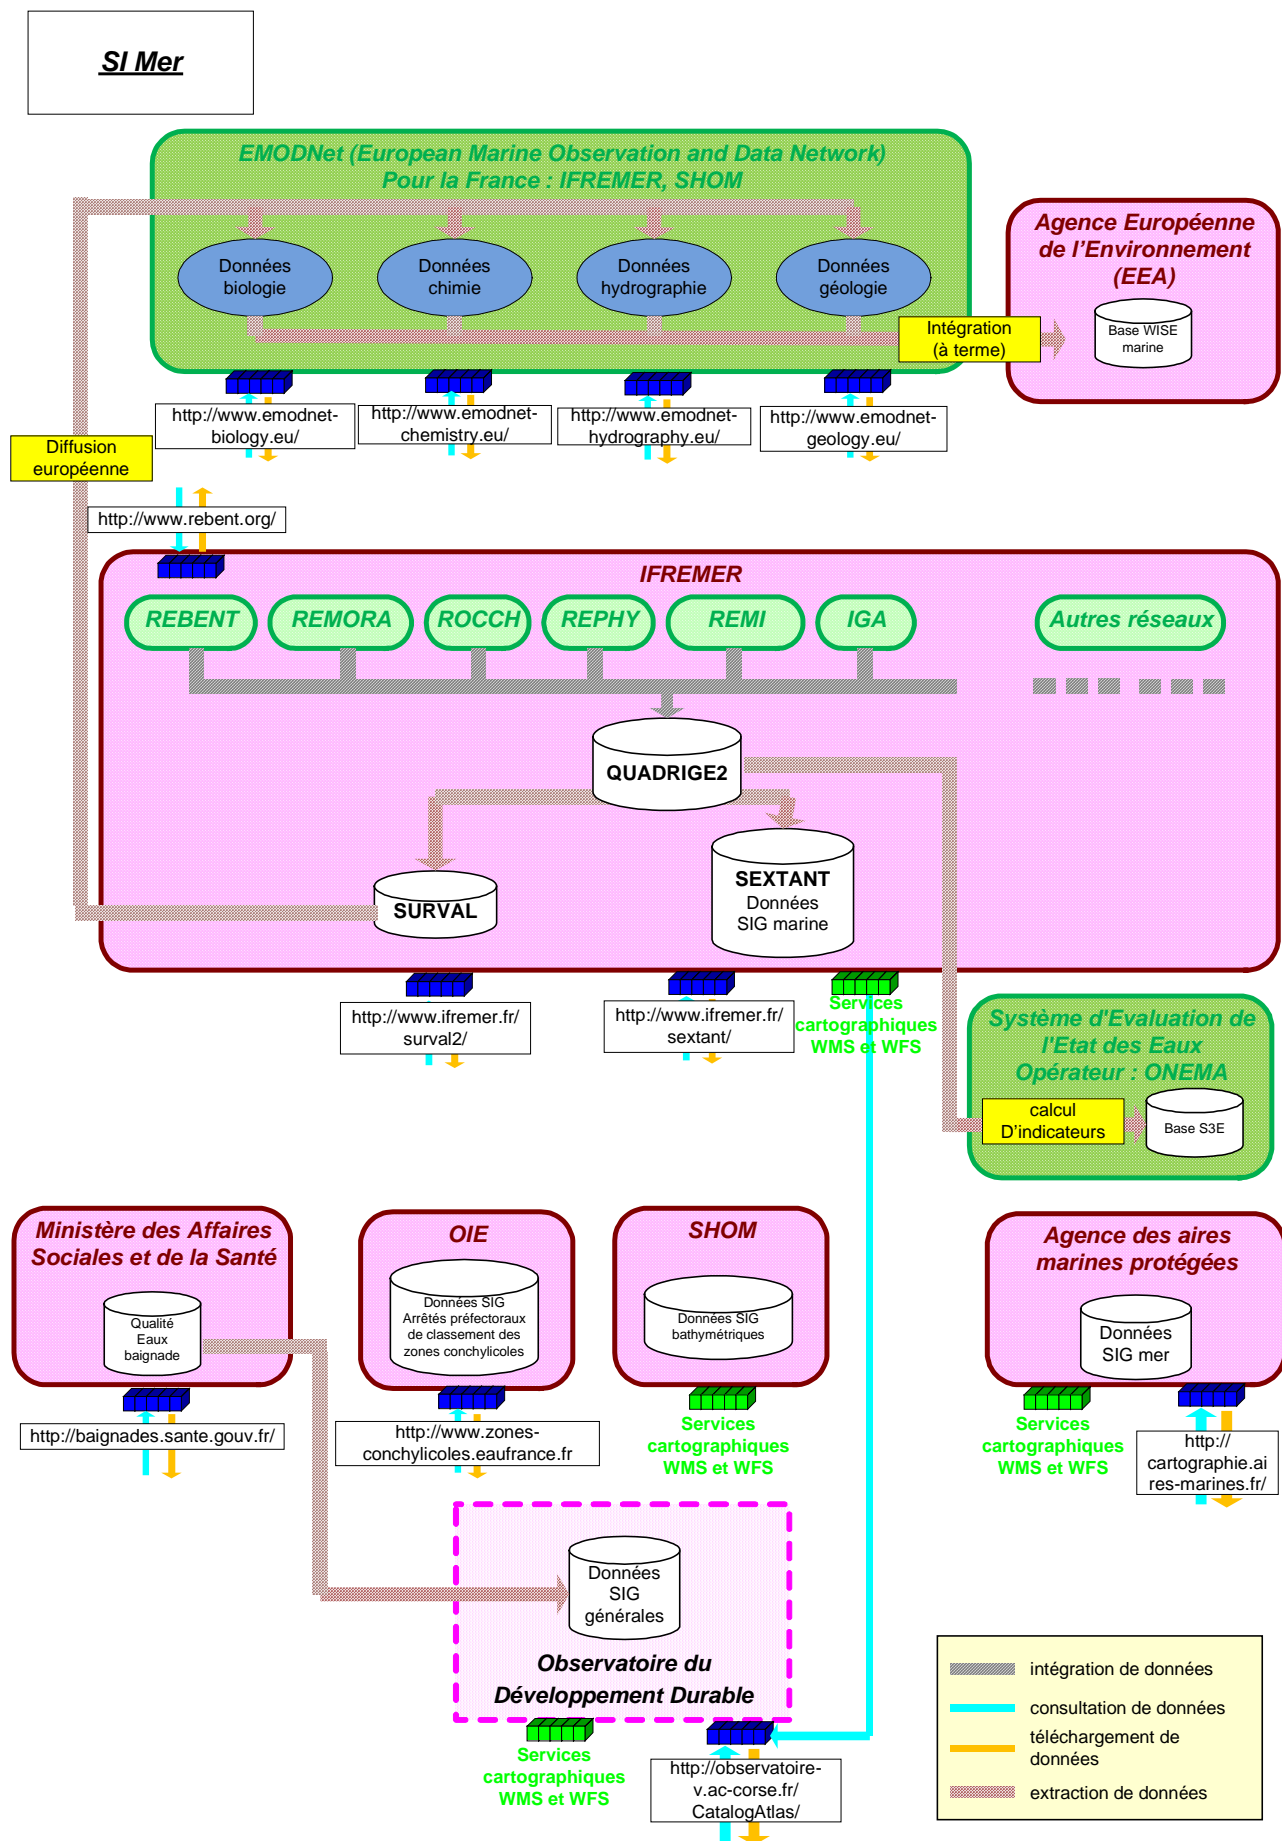 SI Mer
EMODNet (European Marine Observation and Data Network)
Pour la France : IFREMER, SHOM
Données
biologie
Données
chimie
Données
hydrographie
Données
géologie
Intégration
(à terme)
Agence Européenne
de l’Environnement
(EEA)
Base WISE
marine
http://www.emodnet-
biology.eu/
http://www.emodnet-
chemistry.eu/
http://www.emodnet-
hydrography.eu/
http://www.emodnet-
geology.eu/
Diffusion
européenne
http://www.rebent.org/
IFREMER
REBENT
REMORA
ROCCH
REPHY
REMI
IGA
Autres réseaux
QUADRIGE2
SURVAL
SEXTANT
Données
SIG marine
http://www.ifremer.fr/
surval2/
http://www.ifremer.fr/
sextant/
Services
cartographiques
WMS et WFS
Système d'Evaluation de
l'Etat des Eaux
Opérateur : ONEMA
calcul
D’indicateurs
Base S3E
Ministère des Affaires
Sociales et de la Santé
Qualité
Eaux
baignade
http://baignades.sante.gouv.fr/
OIE
Données SIG
Arrêtés préfectoraux
de classement des
zones conchylicoles
http://www.zones-
conchylicoles.eaufrance.fr
SHOM
Données SIG
bathymétriques
Services
cartographiques
WMS et WFS
Agence des aires
marines protégées
Données
SIG mer
Services
cartographiques
WMS et WFS
http://
cartographie.ai
res-marines.fr/
Données
SIG
générales
Observatoire du
Développement Durable
Services
cartographiques
WMS et WFS
http://observatoire-
v.ac-corse.fr/
CatalogAtlas/
intégration de données
consultation de données
téléchargement de
données
extraction de données